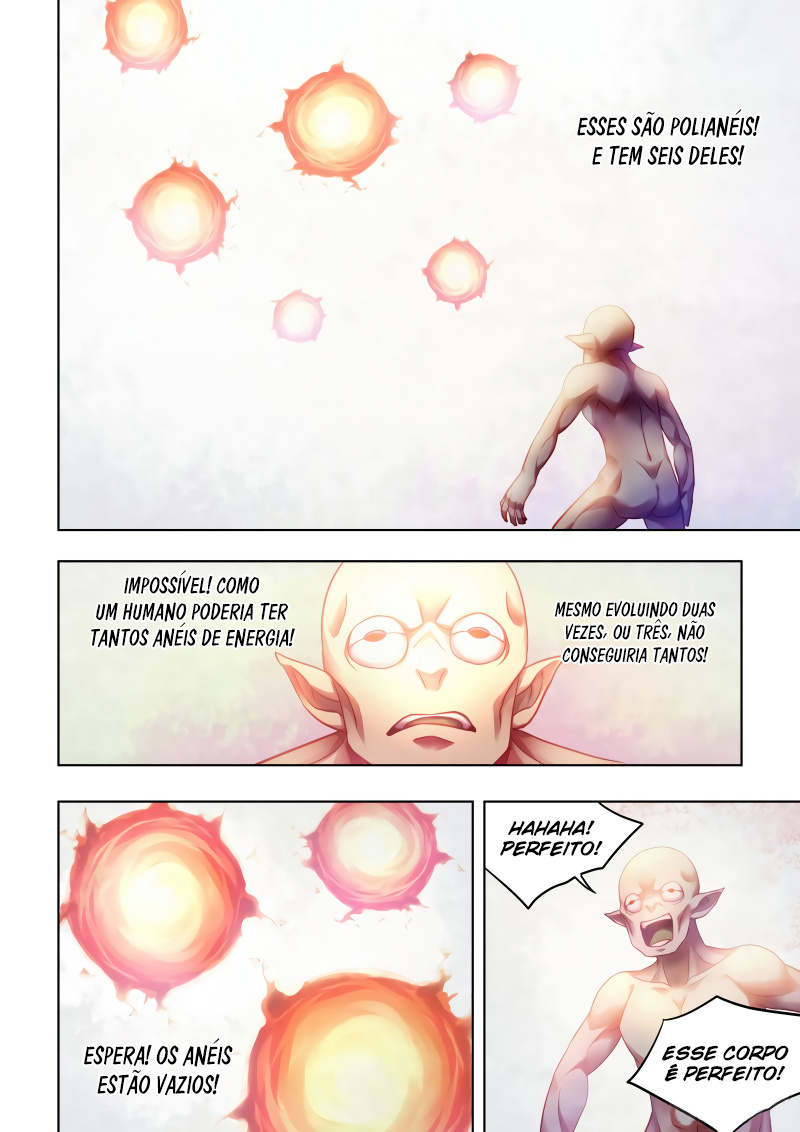 ESSES SÃO POLIANÉIS!
E TEM SEIS DELES!
IMPOSSÍVEL! COMO
UM HUMANO PODERIA TER
TANTOS ANÉIS DE ENERGIA!
MESMO EVOLUINDO DUAS
VEZES, OU TRÊS, NÃO
CONSEGUIRIA TANTOS!
ESPERA! OS ANÉIS
ESTÃO VAZIOS!
HAHAHA!
PERFEITO!
ESSE CORPO
É PERFEITO!